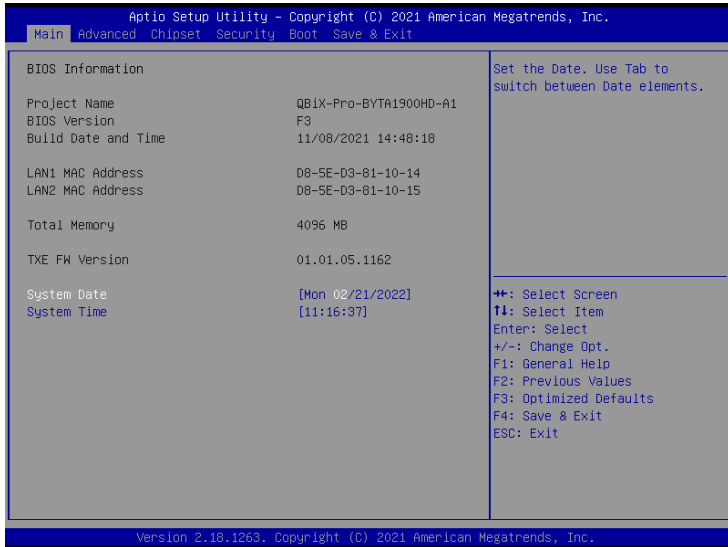 Aptio Setup Utility – Copyright (C) 2021 American Megatrends, Inc.
Main Advanced Chipset Security Boot Save & Exit
BIOS Information
Project Name QBiX-Pro-BYTA1900HD-A1
BIOS Version F3
Build Date and Time 11/08/2021 14:48:18
LAN1 MAC Address D8-5E-D3-81-10-14
LAN2 MAC Address D8-5E-D3-81-10-15
Total Memory 4096 MB
TXE FW Version 01.01.05.1162
System Date [Mon 02/21/2022]
System Time [11:16:37]
Set the Date. Use Tab to
switch between Date elements.
→←: Select Screen
↑↓: Select Item
Enter: Select
+/-: Change Opt.
F1: General Help
F2: Previous Values
F3: Optimized Defaults
F4: Save & Exit
ESC: Exit
Version 2.18.1263. Copyright (C) 2021 American Megatrends, Inc.